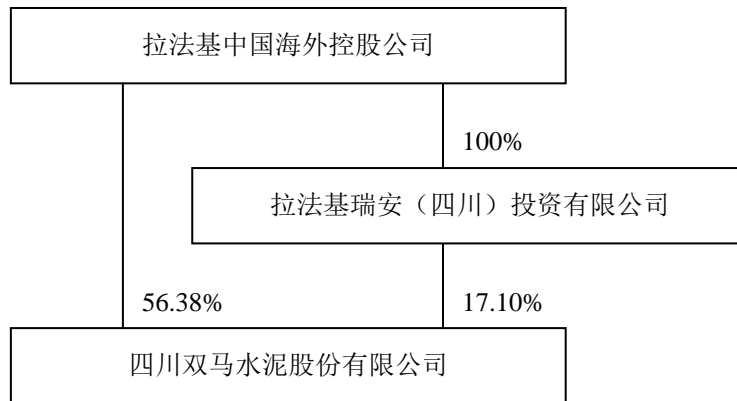 拉法基中国海外控股公司
100%
拉法基瑞安（四川）投资有限公司
56.38%
17.10%
四川双马水泥股份有限公司